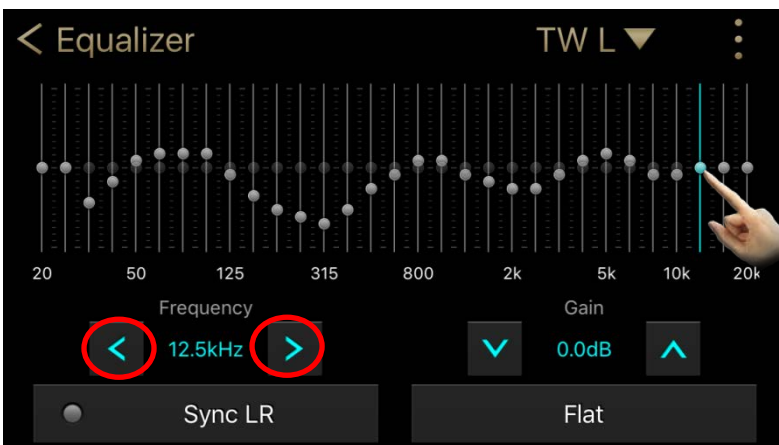 Equalizer TW L
20 50 125 315 800 2k 5k 10k 20k
Frequency Gain
12.5kHz 0.0dB
Sync LR Flat